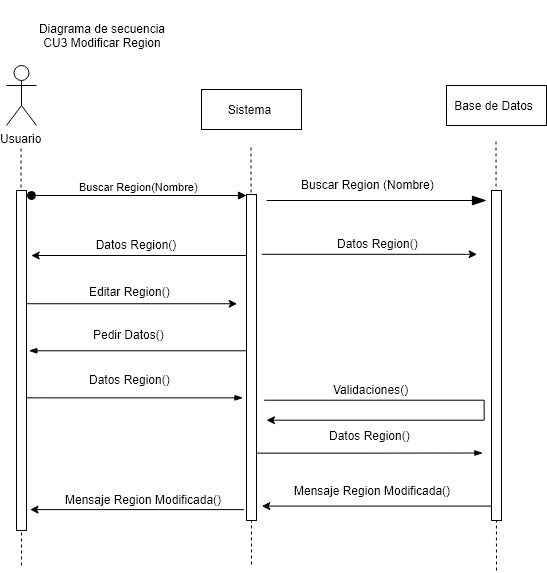 Diagrama de secuencia
CU3 Modificar Region
Usuario
Sistema
Base de Datos
Buscar Region(Nombre)
Buscar Region (Nombre)
Datos Region()
Datos Region()
Editar Region()
Pedir Datos()
Datos Region()
Validaciones()
Datos Region()
Mensaje Region Modificada()
Mensaje Region Modificada()